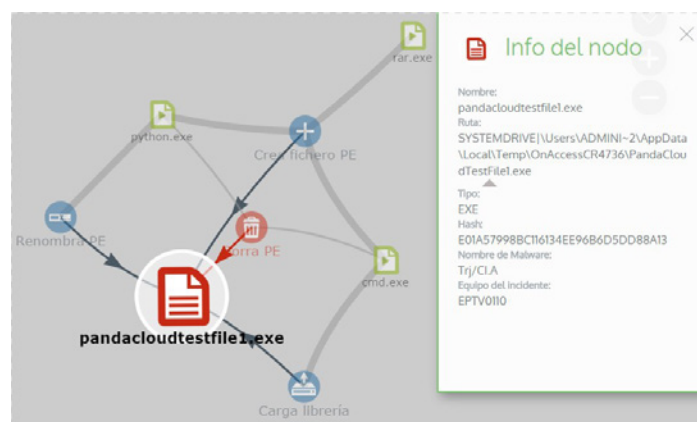 rar.exe
python.exe
Crea fichero PE
Renombra PE
Borra PE
cmd.exe
pandacloudtestfile1.exe
Carga librería
Info del nodo
Nombre:
pandacloudtestfile1.exe
Ruta:
SYSTEMDRIVE|\Users\ADMINI~2\AppData
\Local\Temp\OnAccessCR4736\PandaClou
dTestFile1.exe
Tipo:
EXE
Hash:
E01A57998BC116134EE96B6D5DD88A13
Nombre de Malware:
Trj/CI.A
Equipo del incidente:
EPTV0110